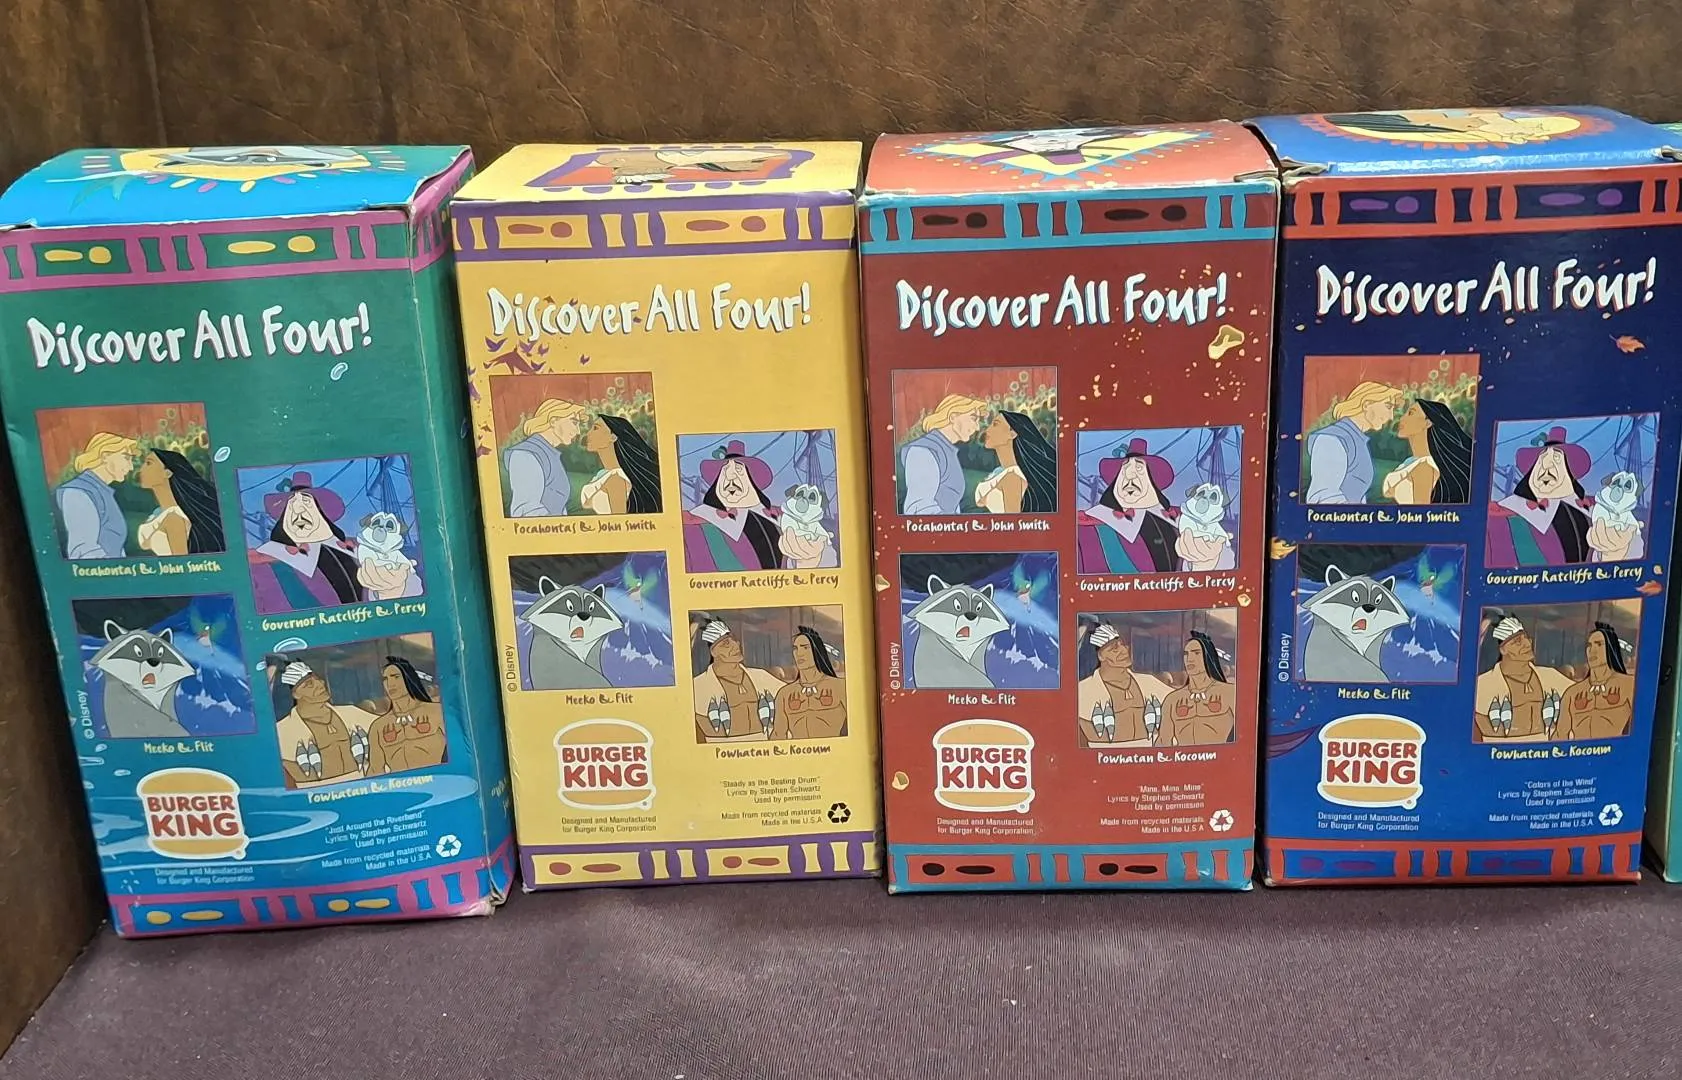 Discover All Four!
Pocahontas & John Smith
Governor Ratcliffe & Percy
Meeko & Flit
Powhatan & Kocoum
© Disney
BURGER
KING
Designed and Manufactured
for Burger King Corporation
"Just Around the Riverbend"
Lyrics by Stephen Schwartz
Used by permission
Made from recycled materials
Made in the U.S.A
Discover All Four!
Pocahontas & John Smith
Governor Ratcliffe & Percy
Meeko & Flit
Powhatan & Kocoum
© Disney
BURGER
KING
Designed and Manufactured
for Burger King Corporation
"Steady as the Beating Drum"
Lyrics by Stephen Schwartz
Used by permission
Made from recycled materials
Made in the U.S.A
Discover All Four!
Pocahontas & John Smith
Governor Ratcliffe & Percy
Meeko & Flit
Powhatan & Kocoum
© Disney
BURGER
KING
Designed and Manufactured
for Burger King Corporation
"Mine, Mine, Mine"
Lyrics by Stephen Schwartz
Used by permission
Made from recycled materials
Made in the U.S.A
Discover All Four!
Pocahontas & John Smith
Governor Ratcliffe & Percy
Meeko & Flit
Powhatan & Kocoum
© Disney
BURGER
KING
Designed and Manufactured
for Burger King Corporation
"Colors of the Wind"
Lyrics by Stephen Schwartz
Used by permission
Made from recycled materials
Made in the U.S.A